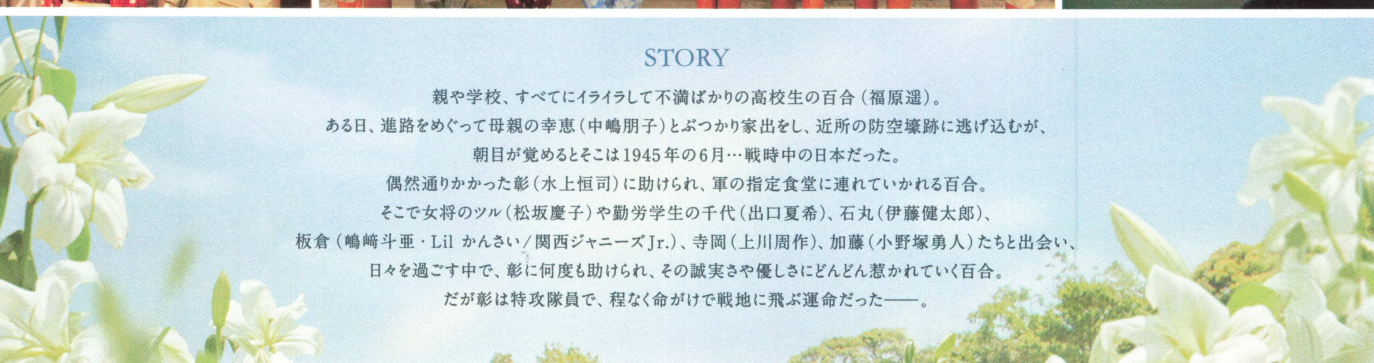 STORY
親や学校、すべてにイライラして不満ばかりの高校生の百合（福原遥）。
ある日、進路をめぐって母親の幸恵（中嶋朋子）とぶつかり家出をし、近所の防空壕跡に逃げ込むが、
朝目が覚めるとそこは1945年の6月…戦時中の日本だった。
偶然通りかかった彰（水上恒司）に助けられ、軍の指定食堂に連れていかれる百合。
そこで女将のツル（松坂慶子）や勤労学生の千代（出口夏希）、石丸（伊藤健太郎）、
板倉（嶋﨑斗亜・Lil かんさい/関西ジャニーズJr.）、寺岡（上川周作）、加藤（小野塚勇人）たちと出会い、
日々を過ごす中で、彰に何度も助けられ、その誠実さや優しさにどんどん惹かれていく百合。
だが彰は特攻隊員で、程なく命がけで戦地に飛ぶ運命だった――。